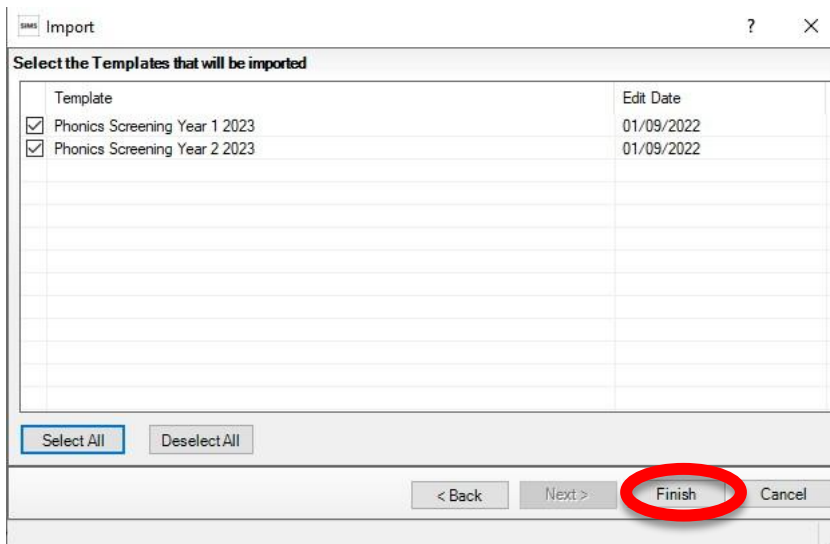 SIMS Import ? X
Select the Templates that will be imported
Template Edit Date
Phonics Screening Year 1 2023 01/09/2022
Phonics Screening Year 2 2023 01/09/2022
Select All Deselect All
< Back Next > Finish Cancel